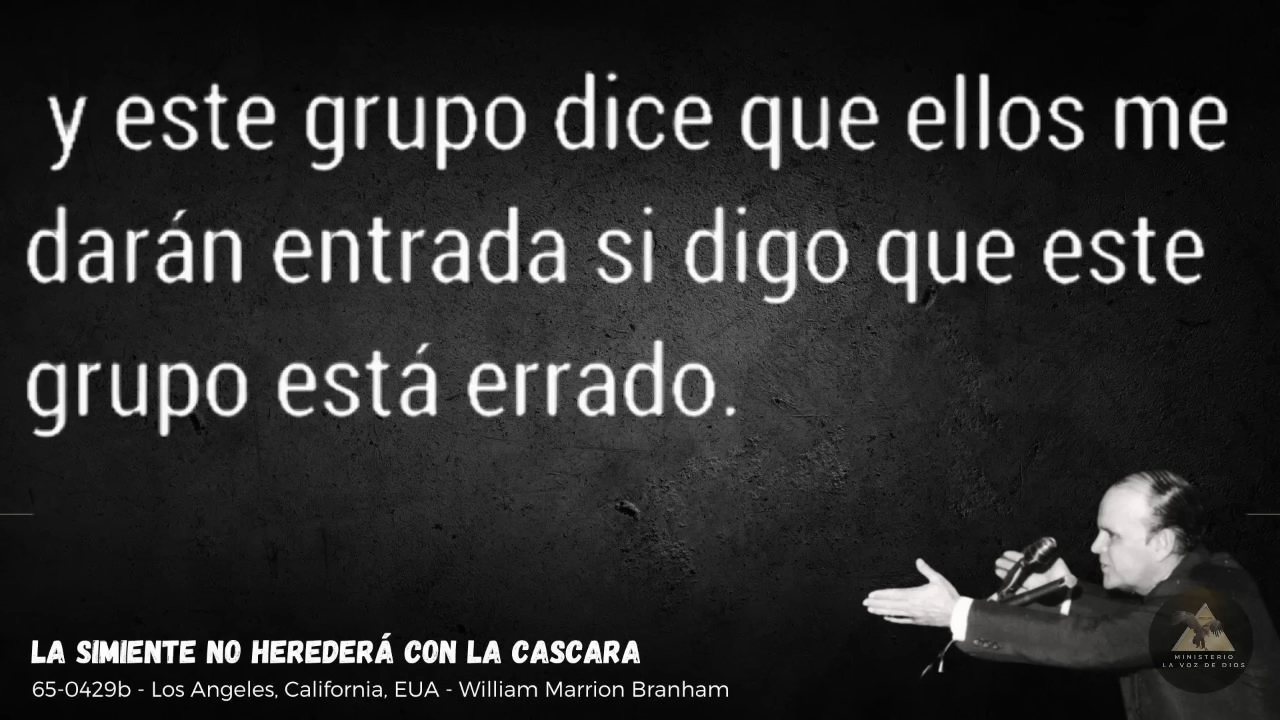 y este grupo dice que ellos me
darán entrada si digo que este
grupo está errado.
LA SIMIENTE NO HEREDERÁ CON LA CASCARA
65-0429b - Los Angeles, California, EUA - William Marrion Branham
MINISTERIO
LA VOZ DE DIOS